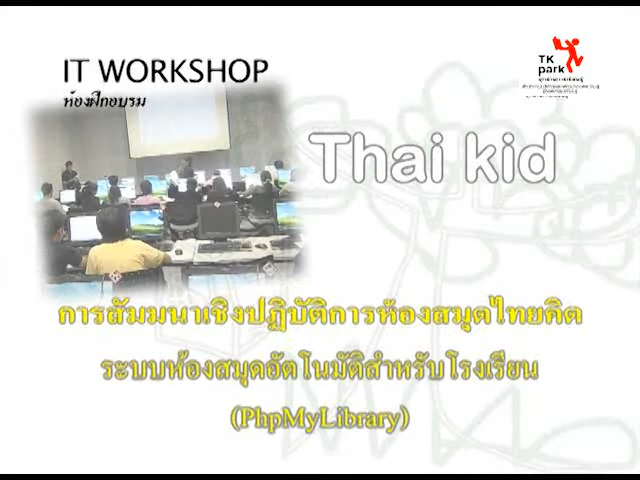 IT WORKSHOP
ห้องฝึกอบรม
TK
park
Thai kid
การสัมมนาเชิงปฏิบัติการห้องสมุดไทยคิด
ระบบห้องสมุดอัตโนมัติสำหรับโรงเรียน
(PhpMyLibrary)